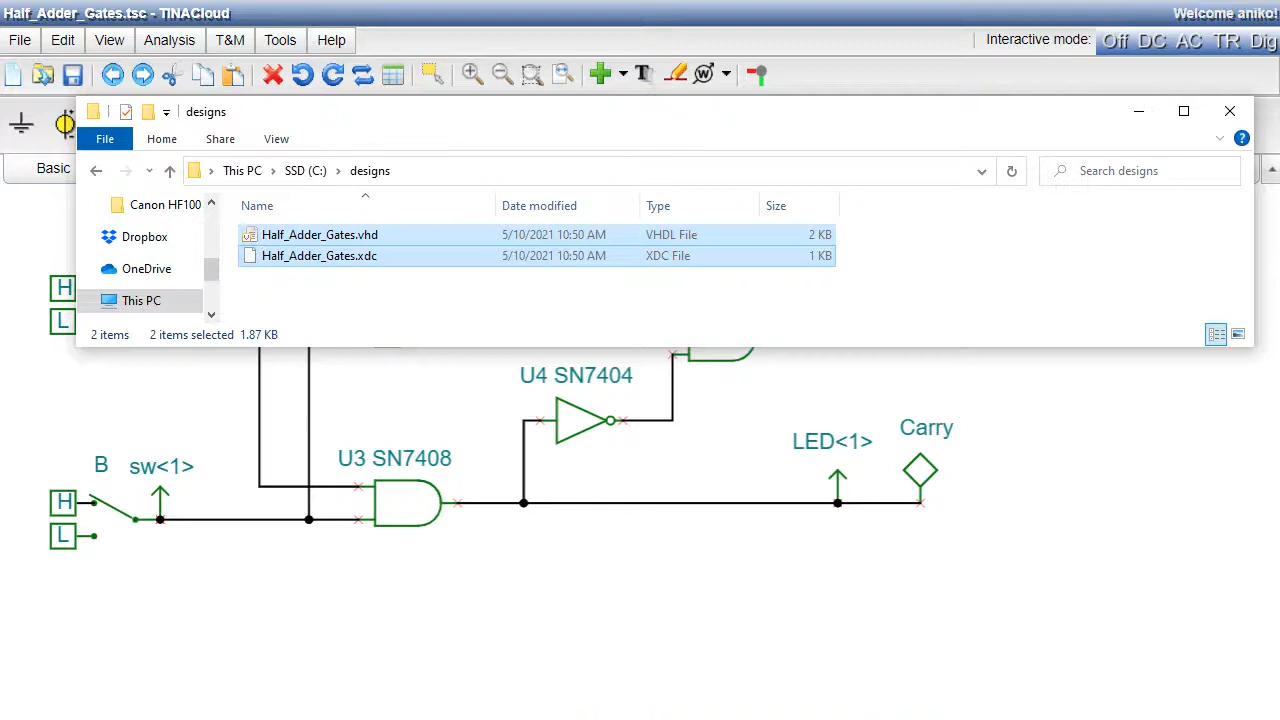 Half_Adder_Gates.tsc - TINACloud
Welcome aniko!
File Edit View Analysis T&M Tools Help
Interactive mode: Off DC AC TR Dig
T
W
Basic
designs
File Home Share View
?
This PC > SSD (C:) > designs
Search designs
Canon HF100
Dropbox
OneDrive
This PC
Name Date modified Type Size
Half_Adder_Gates.vhd 5/10/2021 10:50 AM VHDL File 2 KB
Half_Adder_Gates.xdc 5/10/2021 10:50 AM XDC File 1 KB
2 items 2 items selected 1.87 KB
H
L
U4 SN7404
LED<1>
Carry
U3 SN7408
B
sw<1>
H
L